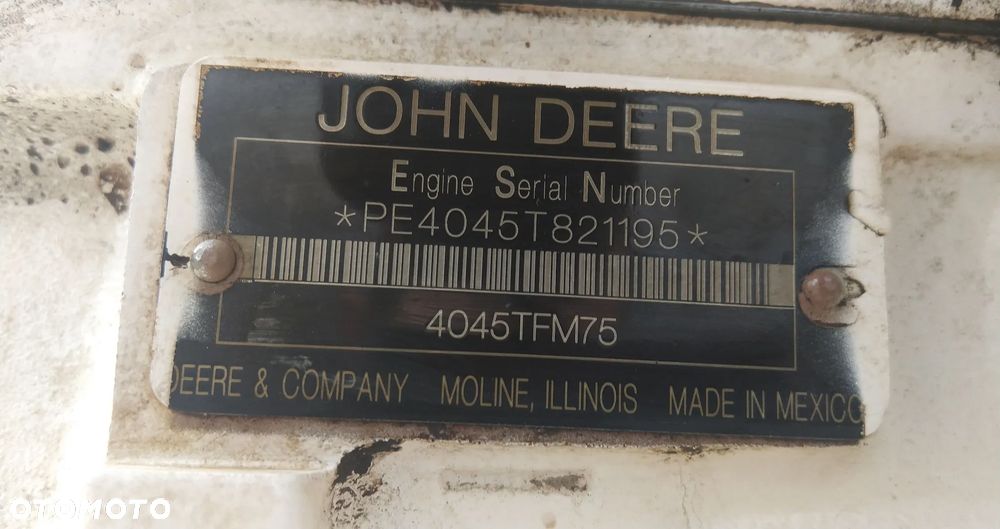 JOHN DEERE
Engine Serial Number
*PE4045T821195*
4045TFM75
DEERE & COMPANY MOLINE, ILLINOIS MADE IN MEXICO
OTOMOTO